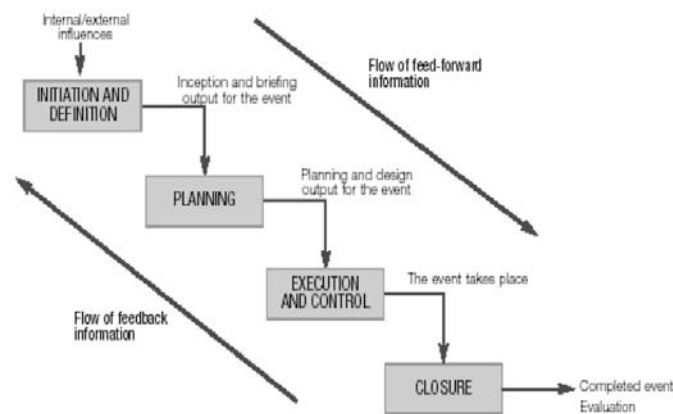 Internal/external
influences
Flow of feed-forward
information
INITIATION AND
DEFINITION
Inception and briefing
output for the event
PLANNING
Planning and design
output for the event
EXECUTION
AND CONTROL
The event takes place
Flow of feedback
information
CLOSURE
Completed event
Evaluation